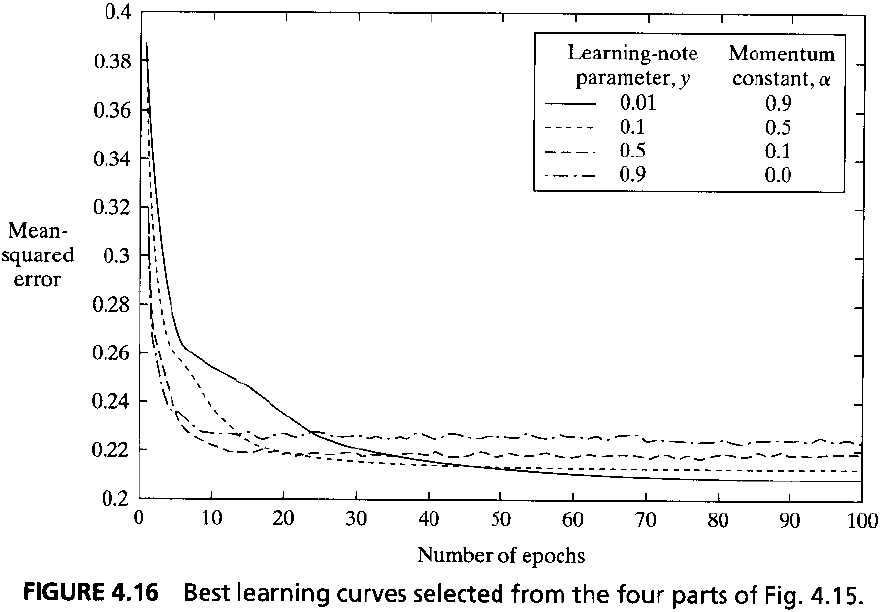 0.4
0.38
0.36
0.34
0.32
0.3
0.28
0.26
0.24
0.22
0.2
Mean-
squared
error
Learning-note Momentum
parameter, y constant, α
0.01 0.9
0.1 0.5
0.5 0.1
0.9 0.0
0 10 20 30 40 50 60 70 80 90 100
Number of epochs
FIGURE 4.16 Best learning curves selected from the four parts of Fig. 4.15.